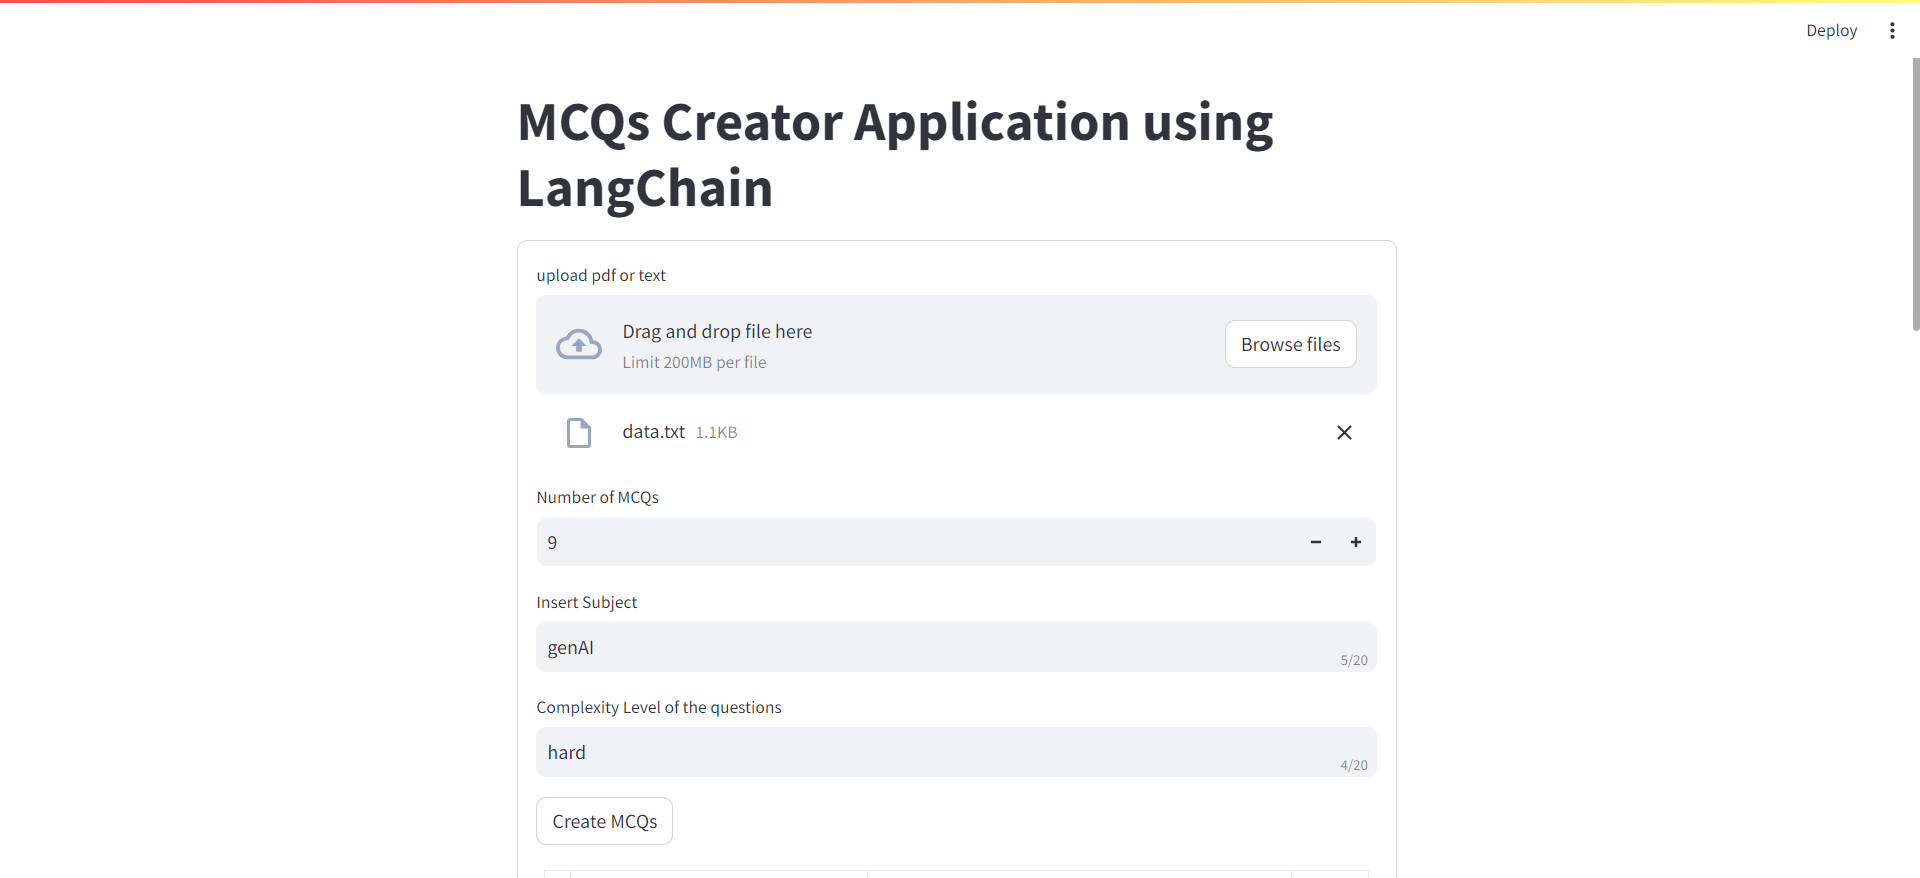 Deploy
MCQs Creator Application using
LangChain
upload pdf or text
Drag and drop file here
Limit 200MB per file
Browse files
data.txt 1.1KB
Number of MCQs
9
Insert Subject
genAI
5/20
Complexity Level of the questions
hard
4/20
Create MCQs